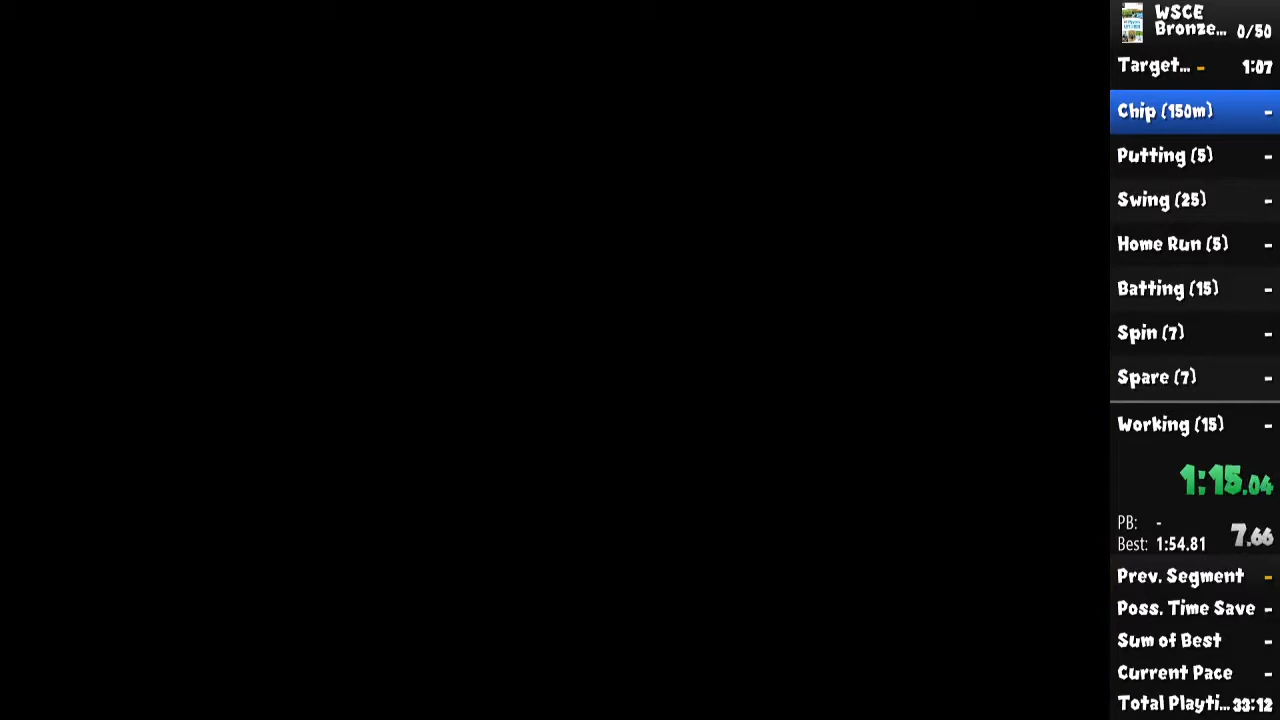 WSCE
Bronze... 0/50
Target... - 1:07
Chip (150m) -
Putting (5) -
Swing (25) -
Home Run (5) -
Batting (15) -
Spin (7) -
Spare (7) -
Working (15) -
1:15.04
PB: -
7.66
Best: 1:54.81
Prev. Segment -
Poss. Time Save -
Sum of Best -
Current Pace -
Total Playti... 33:12